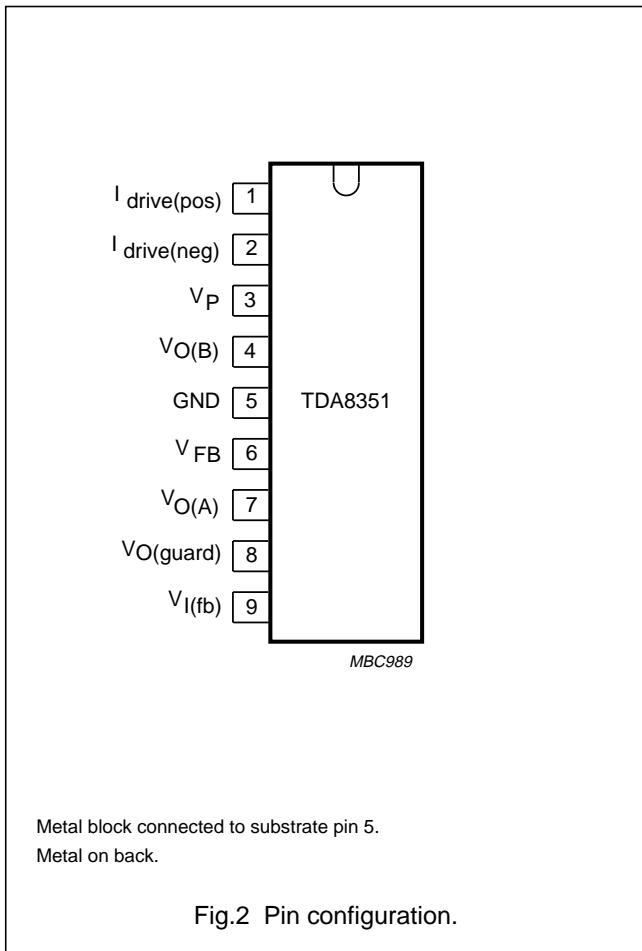 I drive(pos) 1
I drive(neg) 2
VP 3
VO(B) 4
GND 5 TDA8351
VFB 6
VO(A) 7
VO(guard) 8
VI(fb) 9
MBC989
Metal block connected to substrate pin 5.
Metal on back.
Fig.2 Pin configuration.